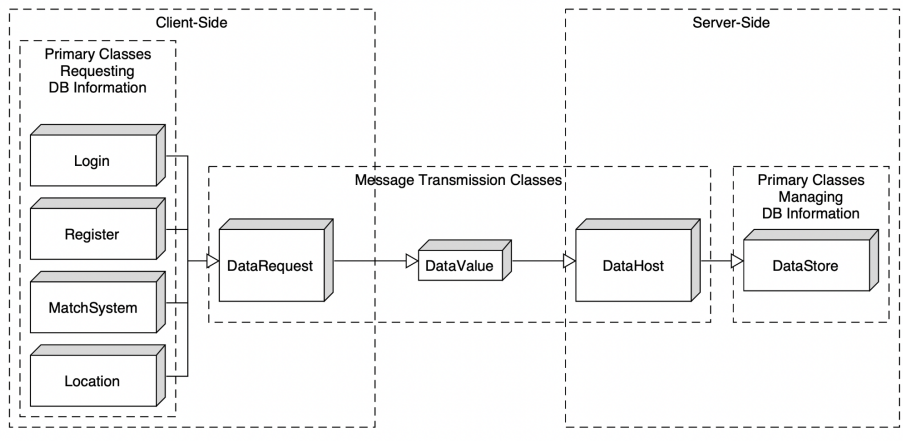 Client-Side
Server-Side
Primary Classes
Requesting
DB Information
Login
Register
MatchSystem
Location
Message Transmission Classes
DataRequest
DataValue
DataHost
Primary Classes
Managing
DB Information
DataStore